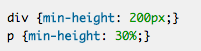 div {min-height: 200px;}
p {min-height: 30%;}